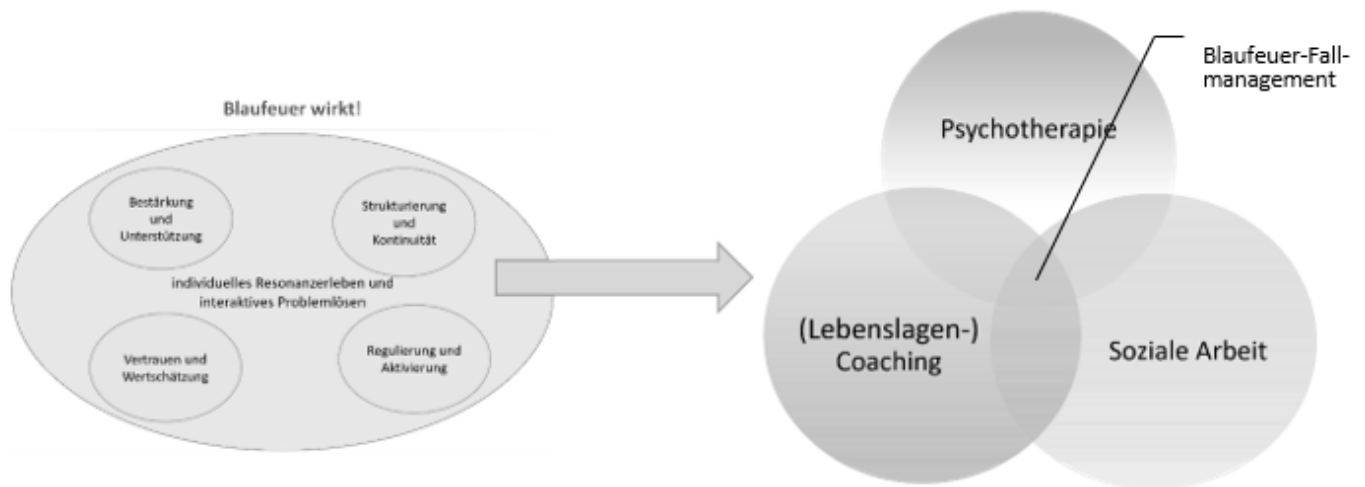 Blaufeuer wirkt!
Bestärkung
und
Unterstützung
Strukturierung
und
Kontinuität
individuelles Resonanzerleben und
interaktives Problemlösen
Vertrauen und
Wertschätzung
Regulierung und
Aktivierung
Blaufeuer-Fall-
management
Psychotherapie
(Lebenslagen-)
Coaching
Soziale Arbeit